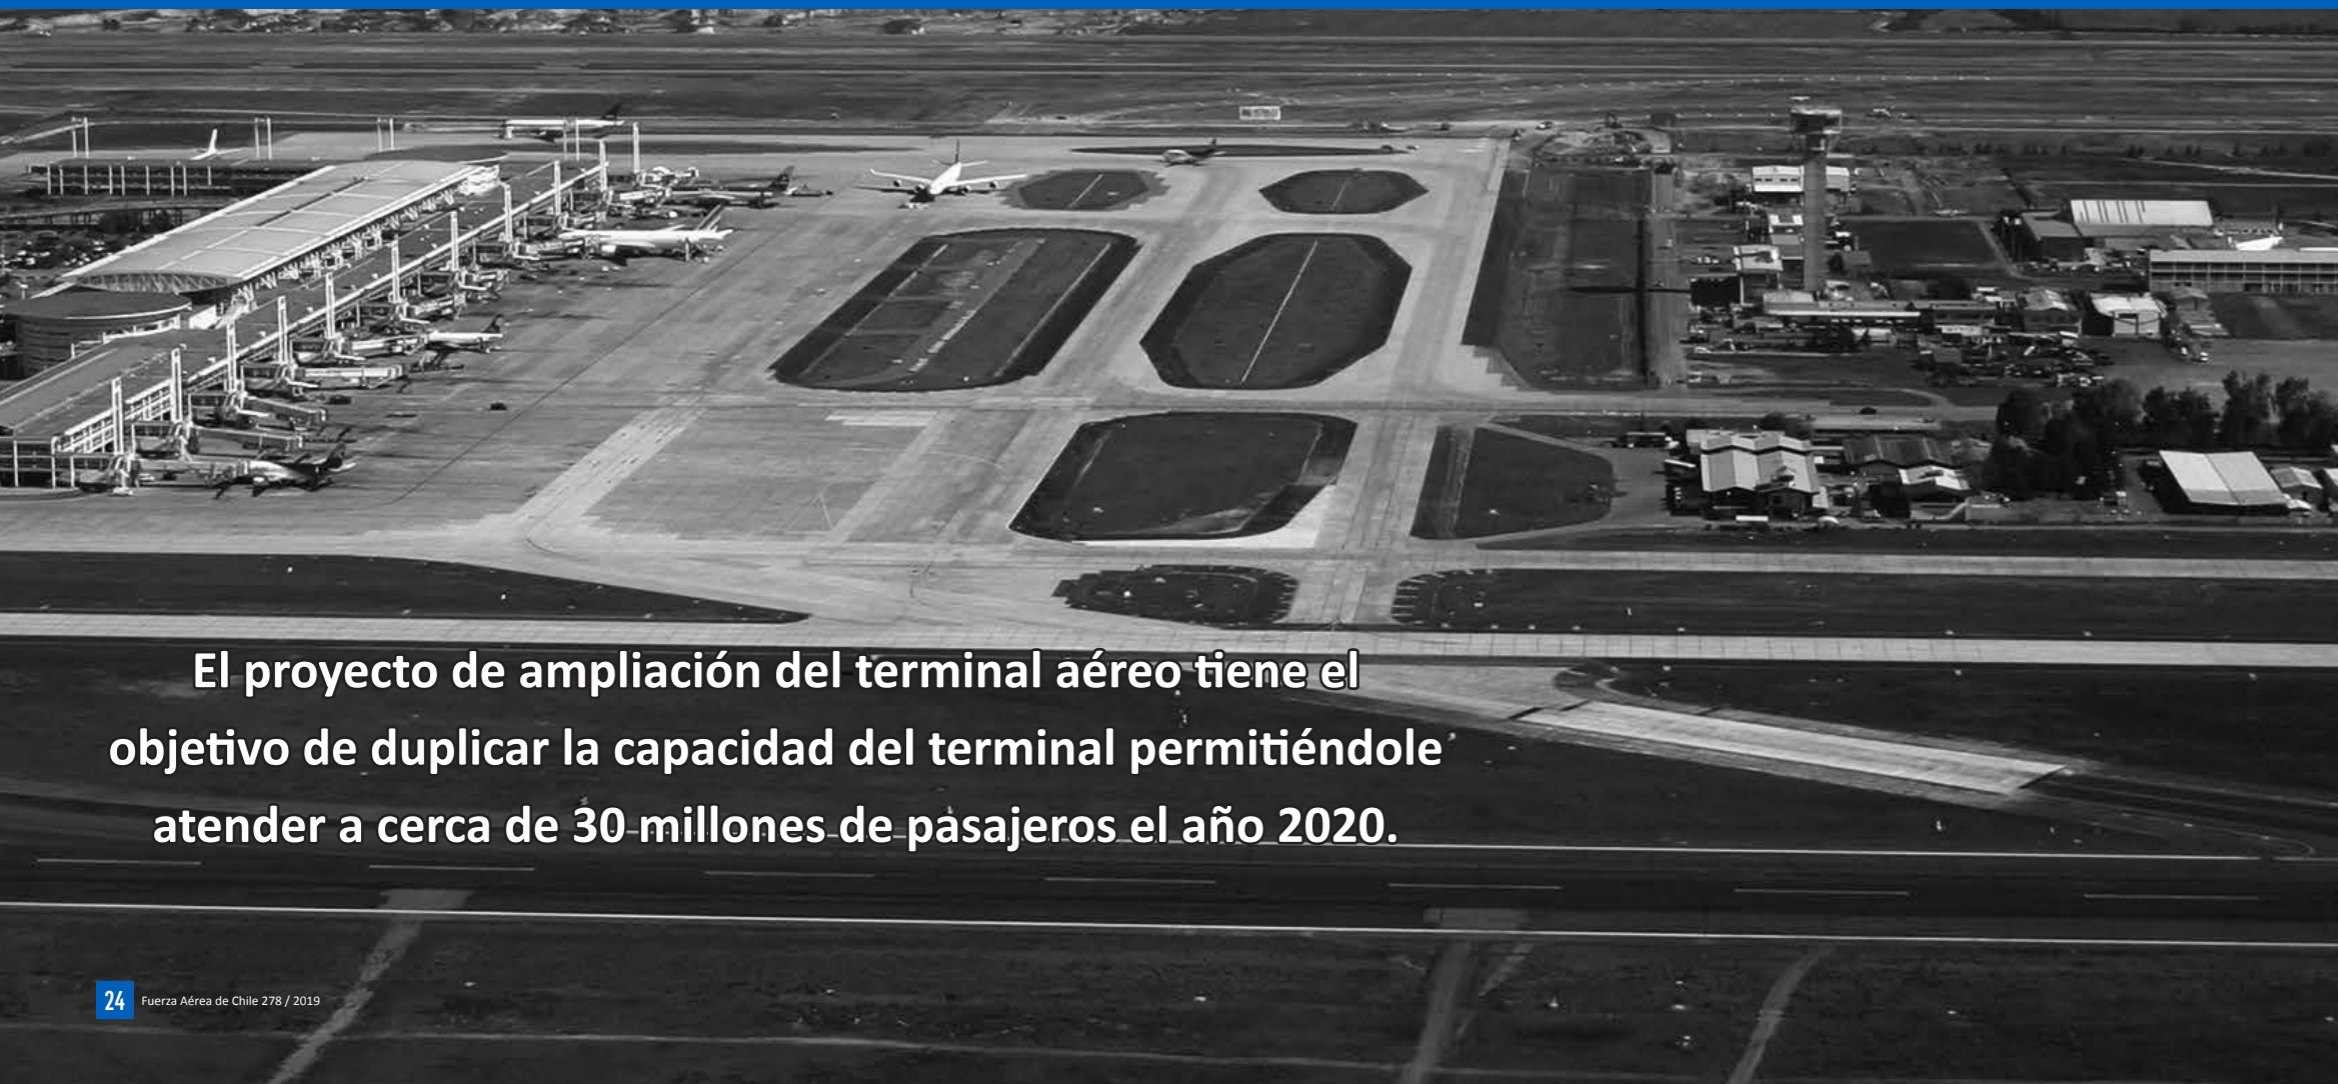 El proyecto de ampliación del terminal aéreo tiene el
objetivo de duplicar la capacidad del terminal permitiéndole
atender a cerca de 30 millones de pasajeros el año 2020.
24 Fuerza Aérea de Chile 278 / 2019